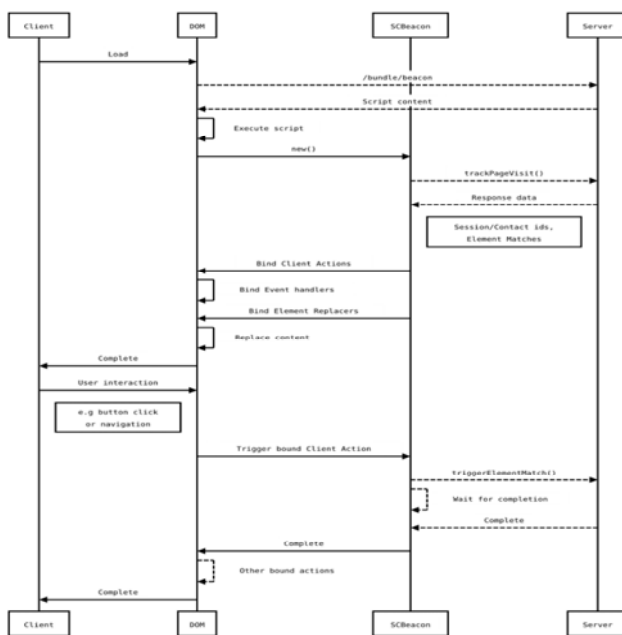 Client DOM SCBeacon Server
Load
/bundle/beacon
Script content
Execute script
new()
trackPageVisit()
Response data
Session/Contact ids,
Element Matches
Bind Client Actions
Bind Event handlers
Bind Element Replacers
Replace content
Complete
User interaction
e.g button click
or navigation
Trigger bound Client Action
triggerElementMatch()
Wait for completion
Complete
Complete
Other bound actions
Complete
Client DOM SCBeacon Server